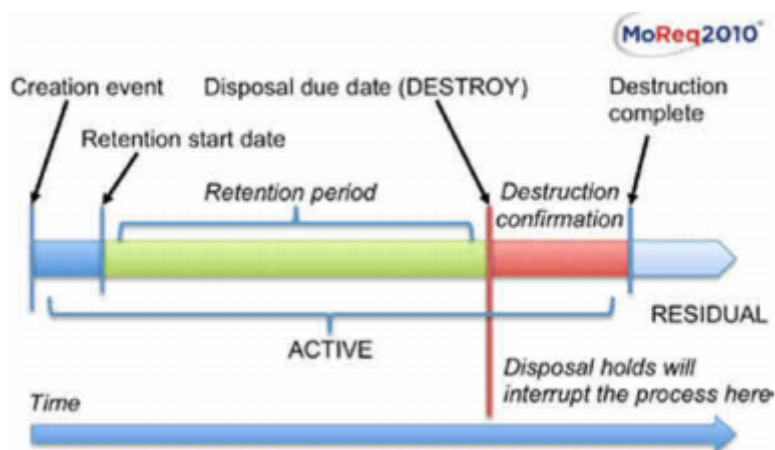 MoReq2010
Creation event
Disposal due date (DESTROY)
Destruction
complete
Retention start date
Retention period
Destruction
confirmation
RESIDUAL
ACTIVE
Disposal holds will
interrupt the process here
Time